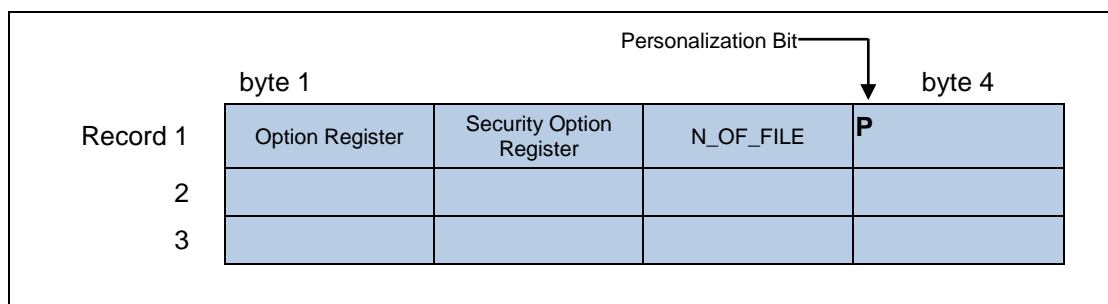 Personalization Bit
byte 1
byte 4
Record 1
Option Register
Security Option
Register
N_OF_FILE
P
2
3